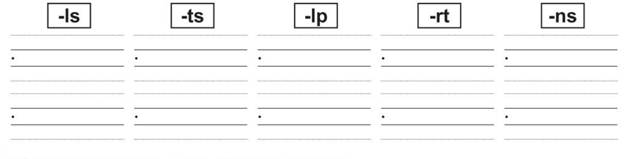 -ls -ts -lp -rt -ns
. . . . .
. . . . .